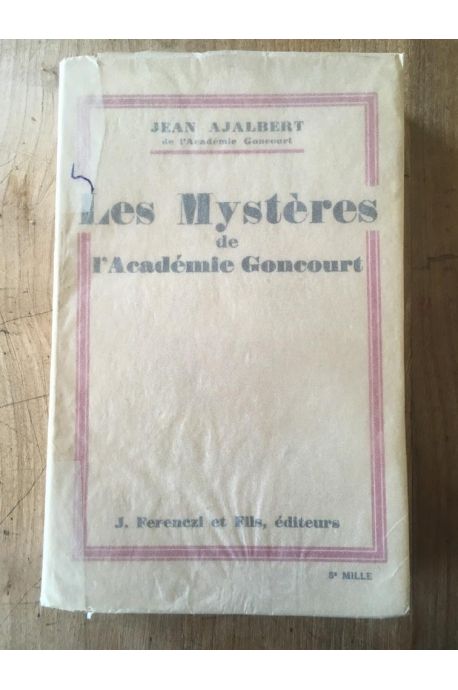 JEAN AJALBERT
de l'Académie Goncourt
Les Mystères
de
l'Académie Goncourt
J. Ferenczi et Fils, éditeurs
5e MILLE